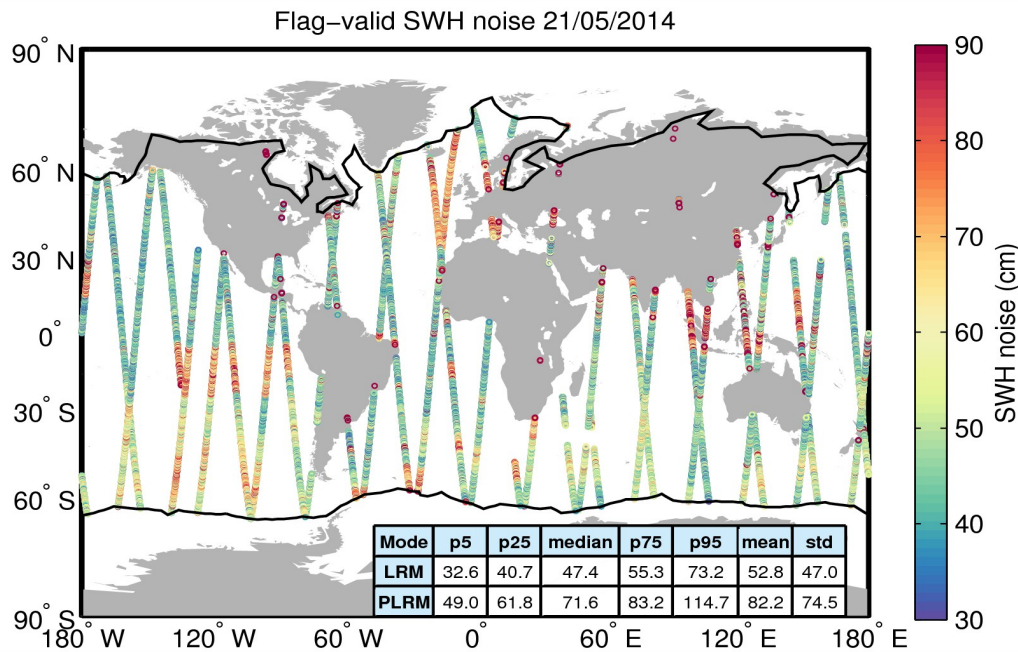 Flag−valid SWH noise 21/05/2014
90° N
60° N
30° N
0°
30° S
60° S
90° S
180° W
120° W
60° W
0°
60° E
120° E
180° E
90
80
70
60
50
40
30
SWH noise (cm)
Mode p5 p25 median p75 p95 mean std
LRM 32.6 40.7 47.4 55.3 73.2 52.8 47.0
PLRM 49.0 61.8 71.6 83.2 114.7 82.2 74.5